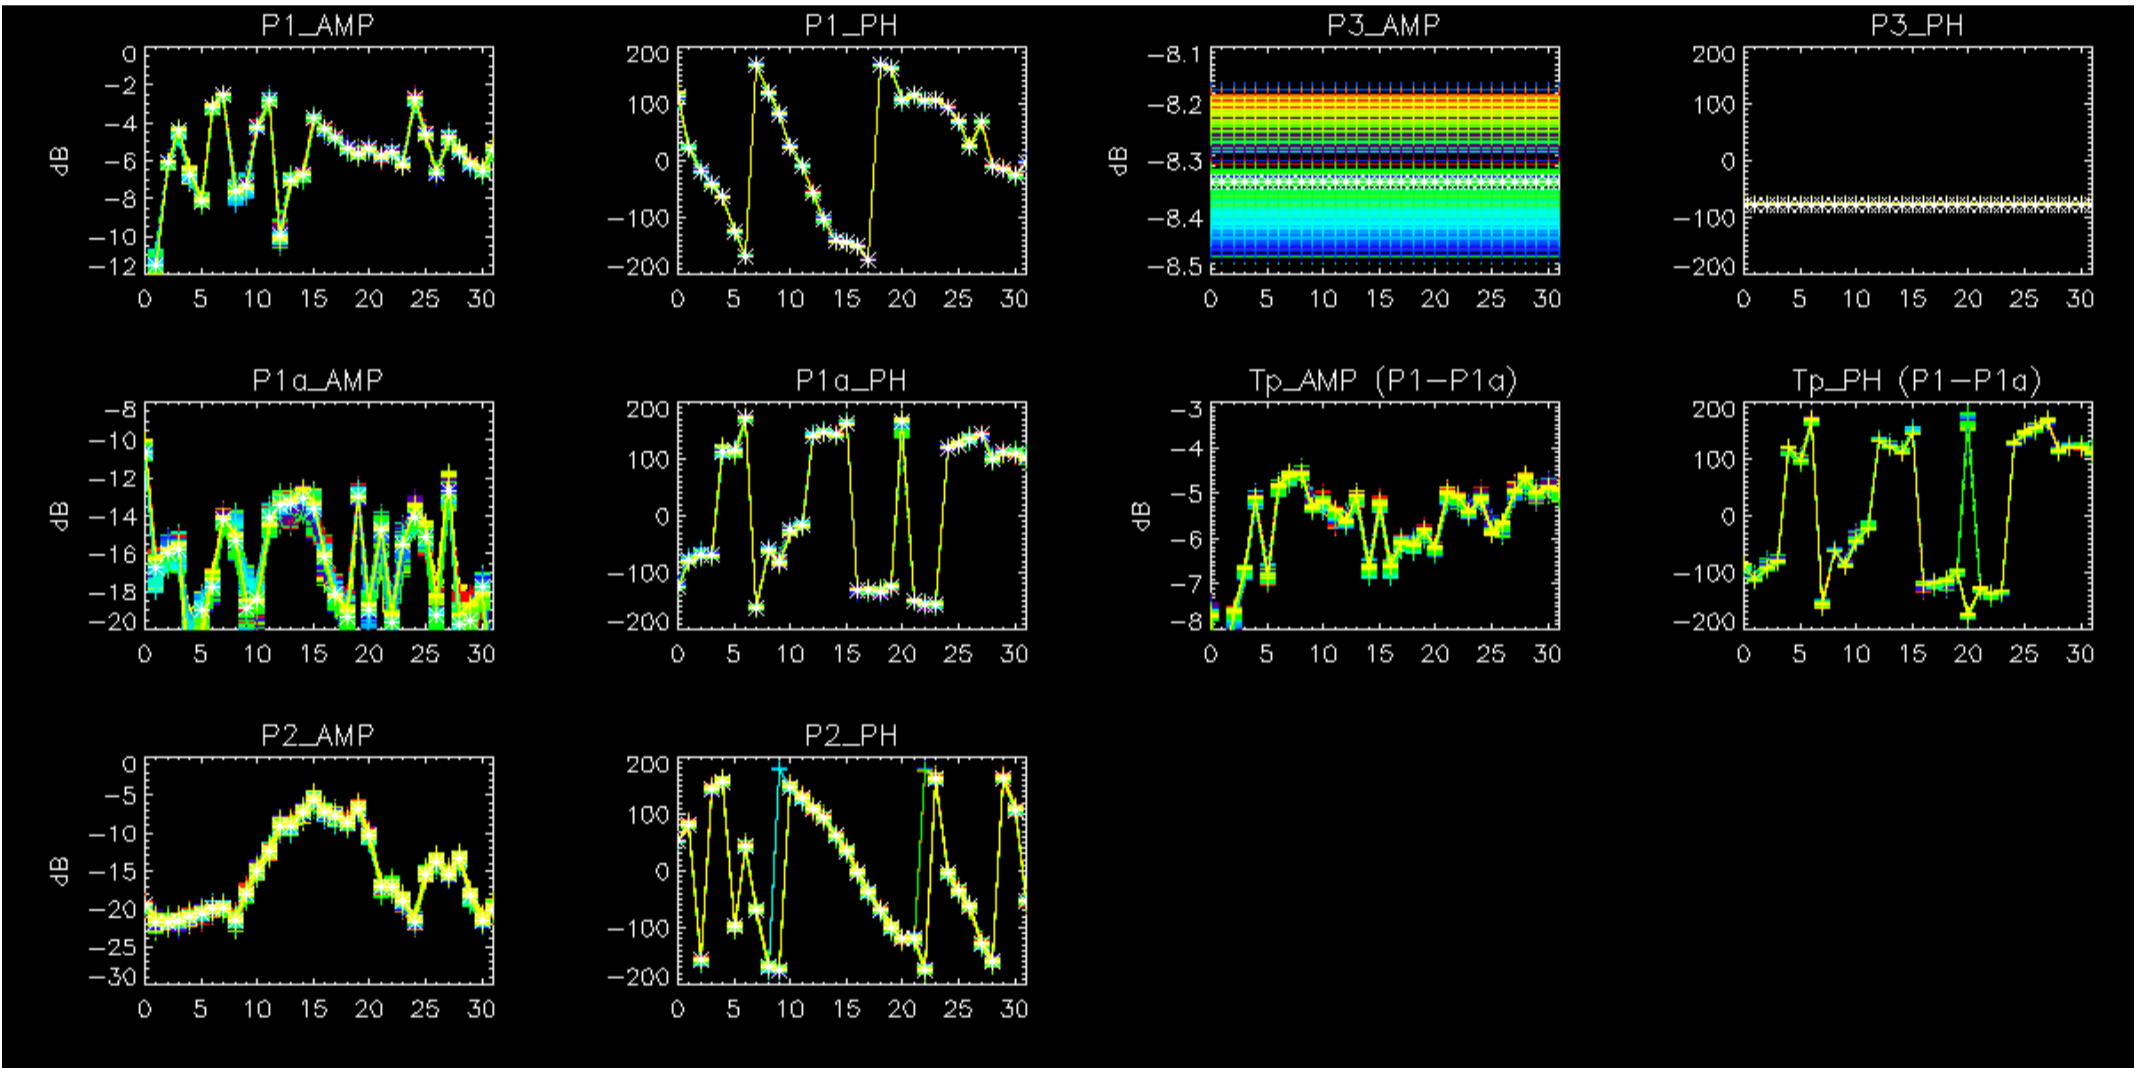 P1_AMP
P1_PH
P3_AMP
P3_PH
0
−2
−4
−6
−8
−10
−12
dB
0 5 10 15 20 25 30
200
100
0
−100
−200
0 5 10 15 20 25 30
−8.1
−8.2
−8.3
−8.4
−8.5
dB
0 5 10 15 20 25 30
200
100
0
−100
−200
0 5 10 15 20 25 30
P1a_AMP
P1a_PH
Tp_AMP (P1−P1a)
Tp_PH (P1−P1a)
−8
−10
−12
−14
−16
−18
−20
dB
0 5 10 15 20 25 30
200
100
0
−100
−200
0 5 10 15 20 25 30
−3
−4
−5
−6
−7
−8
dB
0 5 10 15 20 25 30
200
100
0
−100
−200
0 5 10 15 20 25 30
P2_AMP
P2_PH
0
−5
−10
−15
−20
−25
−30
dB
0 5 10 15 20 25 30
200
100
0
−100
−200
0 5 10 15 20 25 30